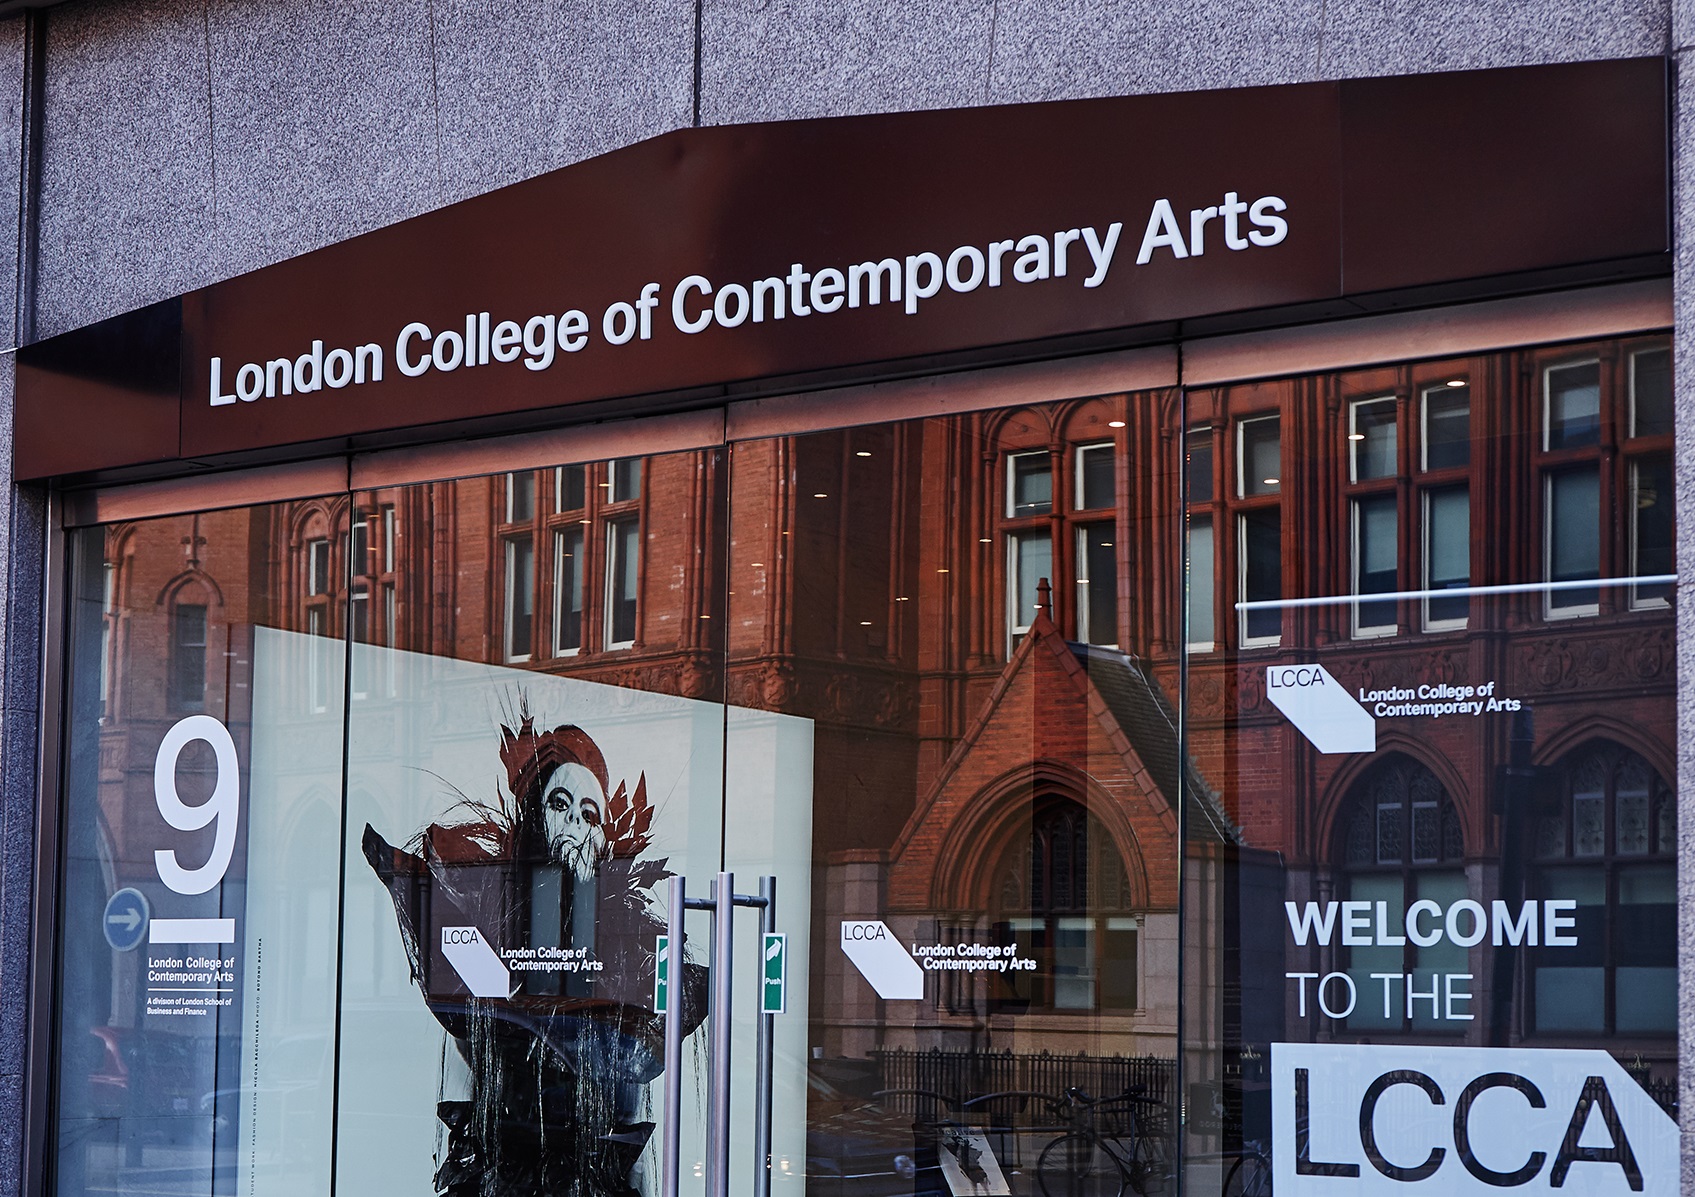 London College of Contemporary Arts
9
London College of
Contemporary Arts
A division of London School of
Business and Finance
LCCA
London College of
Contemporary Arts
Push
LCCA
London College of
Contemporary Arts
LCCA
London College of
Contemporary Arts
WELCOME
TO THE
LCCA